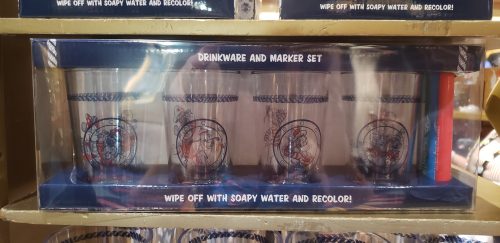 WIPE OFF WITH SOAPY WATER AND RECOLOR!
WIPE OFF WITH SOAPY WATER AND RECOLOR!
DRINKWARE AND MARKER SET
WIPE OFF WITH SOAPY WATER AND RECOLOR!